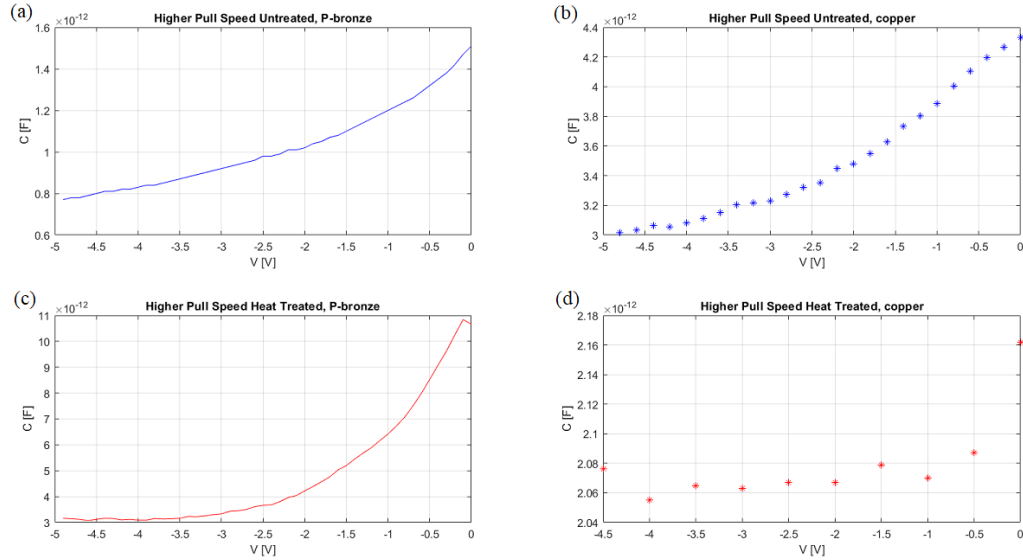 (a)
Higher Pull Speed Untreated, P-bronze
×10⁻¹²
1.6
1.4
1.2
1
0.8
0.6
C [F]
-5 -4.5 -4 -3.5 -3 -2.5 -2 -1.5 -1 -0.5 0
V [V]
(b)
Higher Pull Speed Untreated, copper
×10⁻¹²
4.4
4.2
4
3.8
3.6
3.4
3.2
3
C [F]
-5 -4.5 -4 -3.5 -3 -2.5 -2 -1.5 -1 -0.5 0
V [V]
(c)
Higher Pull Speed Heat Treated, P-bronze
×10⁻¹²
11
10
9
8
7
6
5
4
3
C [F]
-5 -4.5 -4 -3.5 -3 -2.5 -2 -1.5 -1 -0.5 0
V [V]
(d)
Higher Pull Speed Heat Treated, copper
×10⁻¹²
2.18
2.16
2.14
2.12
2.1
2.08
2.06
2.04
C [F]
-4.5 -4 -3.5 -3 -2.5 -2 -1.5 -1 -0.5 0
V [V]